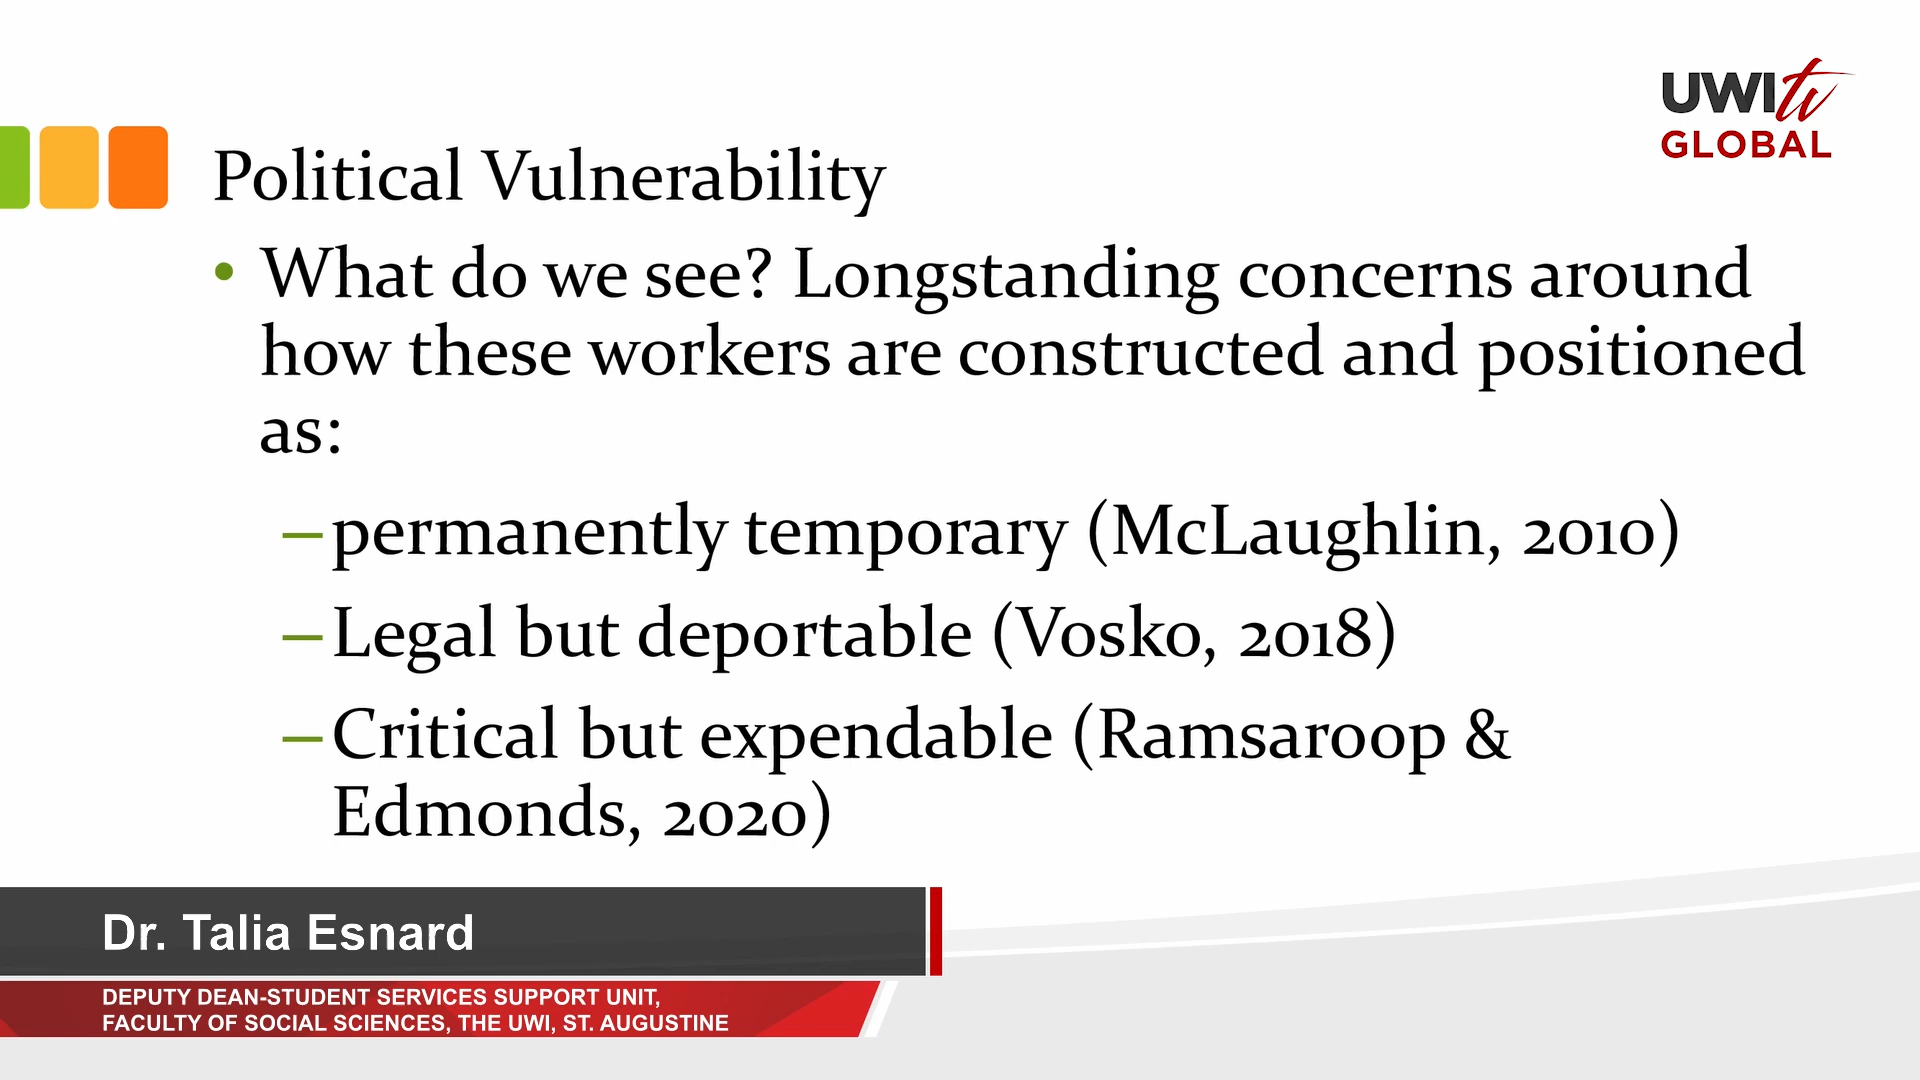 UWItv
GLOBAL
Political Vulnerability
• What do we see? Longstanding concerns around
how these workers are constructed and positioned
as:
–permanently temporary (McLaughlin, 2010)
–Legal but deportable (Vosko, 2018)
–Critical but expendable (Ramsaroop &
Edmonds, 2020)
Dr. Talia Esnard
DEPUTY DEAN-STUDENT SERVICES SUPPORT UNIT,
FACULTY OF SOCIAL SCIENCES, THE UWI, ST. AUGUSTINE